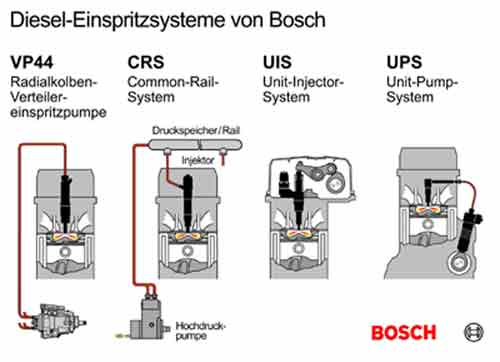 Diesel-Einspritzsysteme von Bosch
VP44
Radialkolben-
Verteiler-
einspritzpumpe
CRS
Common-Rail-
System
UIS
Unit-Injector-
System
UPS
Unit-Pump-
System
Druckspeicher/Rail
Injektor
Hochdruck-
pumpe
BOSCH